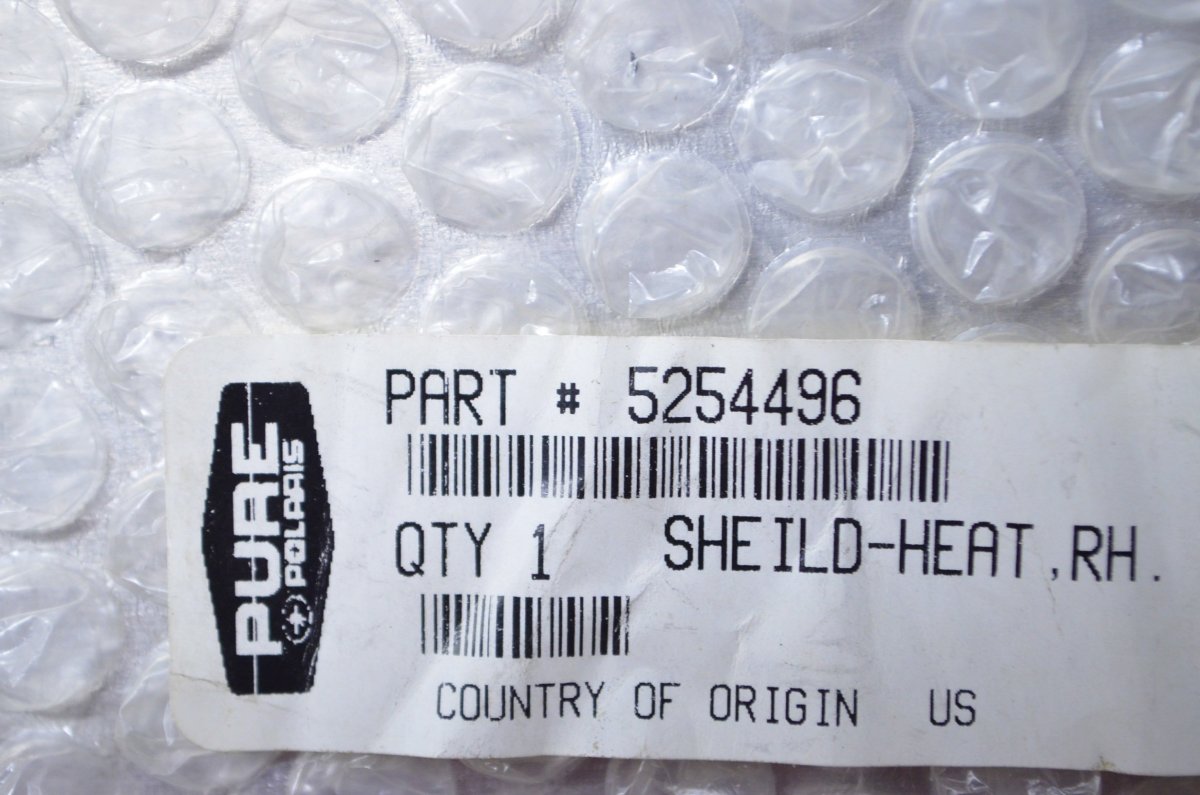 PURE
POLARIS
PART # 5254496
QTY 1 SHEILD-HEAT,RH.
COUNTRY OF ORIGIN US